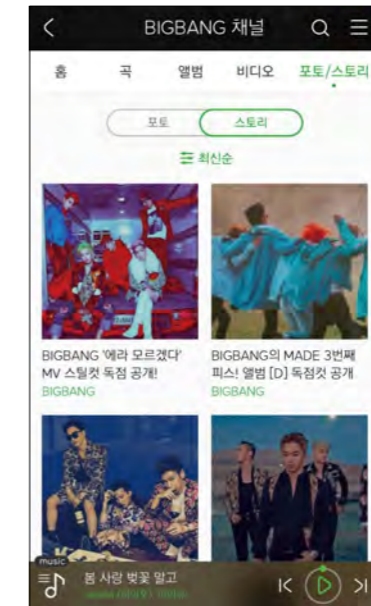 BIGBANG 채널
홈 곡 앨범 비디오 포토/스토리
포토 스토리
최신순
BIGBANG '에라 모르겠다'
MV 스틸컷 독점 공개!
BIGBANG
BIGBANG의 MADE 3번째
피스! 앨범 [D] 독점컷 공개
BIGBANG
music
봄 사랑 벚꽃 말고